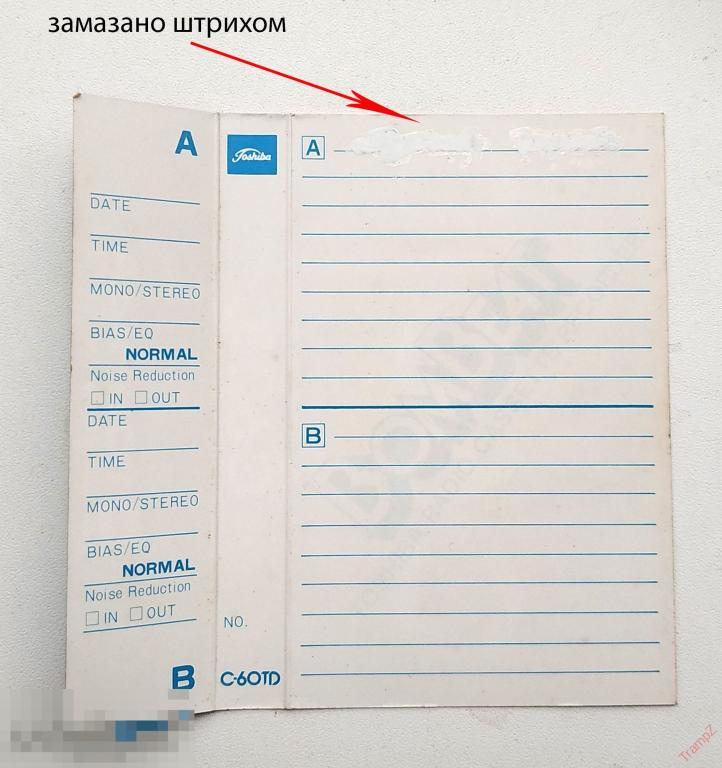 замазано штрихом
A
Toshiba
A
DATE
TIME
MONO/STEREO
BIAS/EQ
NORMAL
Noise Reduction
IN OUT
DATE
B
TIME
MONO/STEREO
BIAS/EQ
NORMAL
Noise Reduction
IN OUT
NO.
B
C-60TD
TrampZ